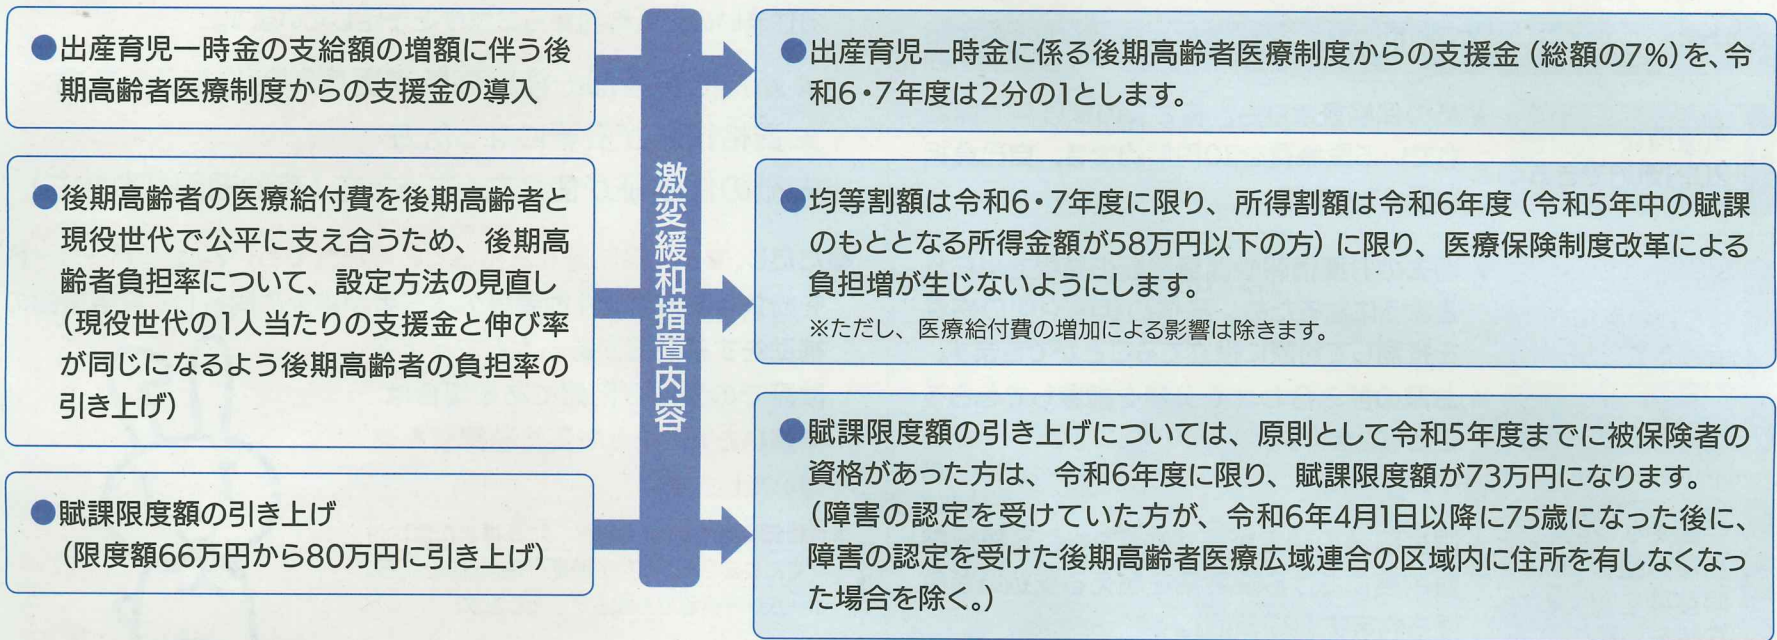 ●出産育児一時金の支給額の増額に伴う後
期高齢者医療制度からの支援金の導入
●後期高齢者の医療給付費を後期高齢者と
現役世代で公平に支え合うため、後期高
齢者負担率について、設定方法の見直し
（現役世代の1人当たりの支援金と伸び率
が同じになるよう後期高齢者の負担率の
引き上げ）
●賦課限度額の引き上げ
（限度額66万円から80万円に引き上げ）
激変緩和措置内容
●出産育児一時金に係る後期高齢者医療制度からの支援金（総額の7％）を、令
和6・7年度は2分の1とします。
●均等割額は令和6・7年度に限り、所得割額は令和6年度（令和5年中の賦課
のもととなる所得金額が58万円以下の方）に限り、医療保険制度改革による
負担増が生じないようにします。
※ただし、医療給付費の増加による影響は除きます。
●賦課限度額の引き上げについては、原則として令和5年度までに被保険者の
資格があった方は、令和6年度に限り、賦課限度額が73万円になります。
（障害の認定を受けていた方が、令和6年4月1日以降に75歳になった後に、
障害の認定を受けた後期高齢者医療広域連合の区域内に住所を有しなくなっ
た場合を除く。）